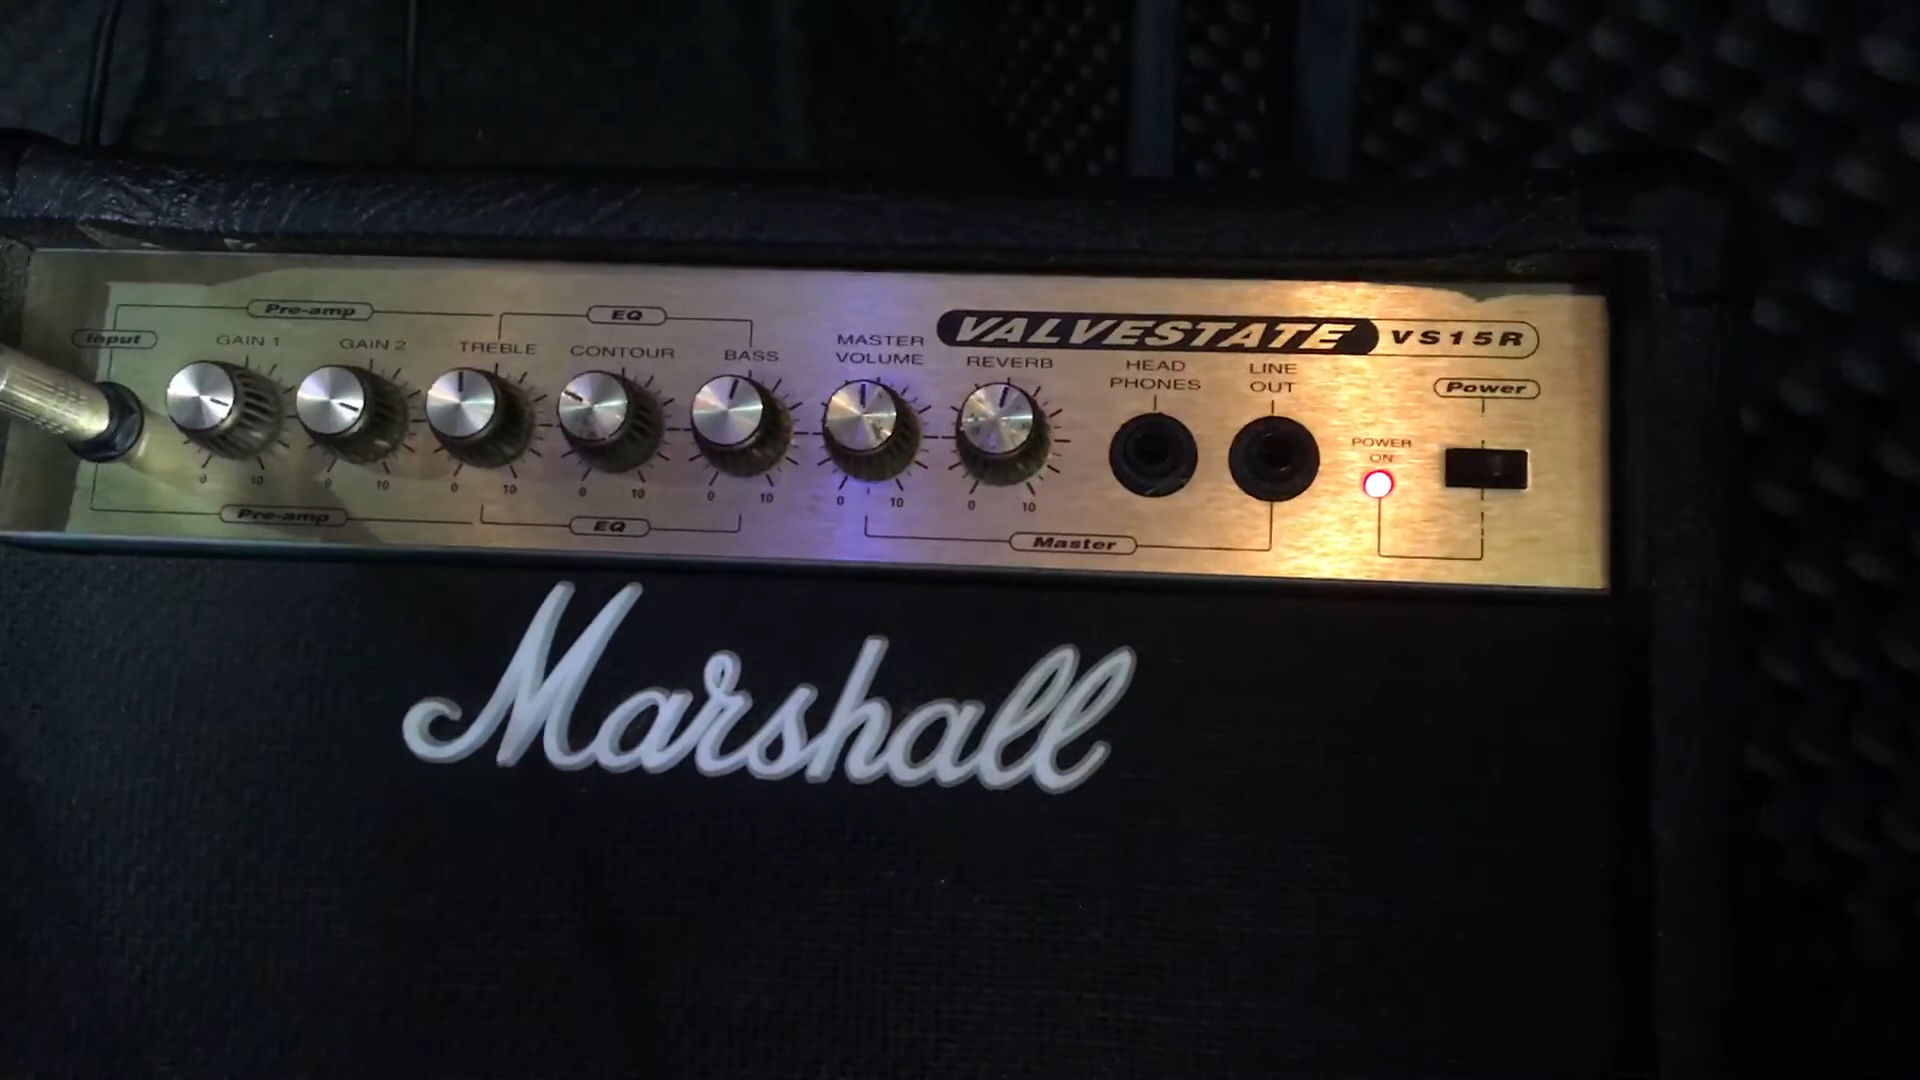 Pre-amp
EQ
VALVESTATE VS15R
Input
GAIN 1
GAIN 2
TREBLE
CONTOUR
BASS
MASTER
VOLUME
REVERB
HEAD
PHONES
LINE
OUT
Power
POWER
ON
0 10
0 10
0 10
0 10
0 10
0 10
0 10
Pre-amp
EQ
Master
Marshall